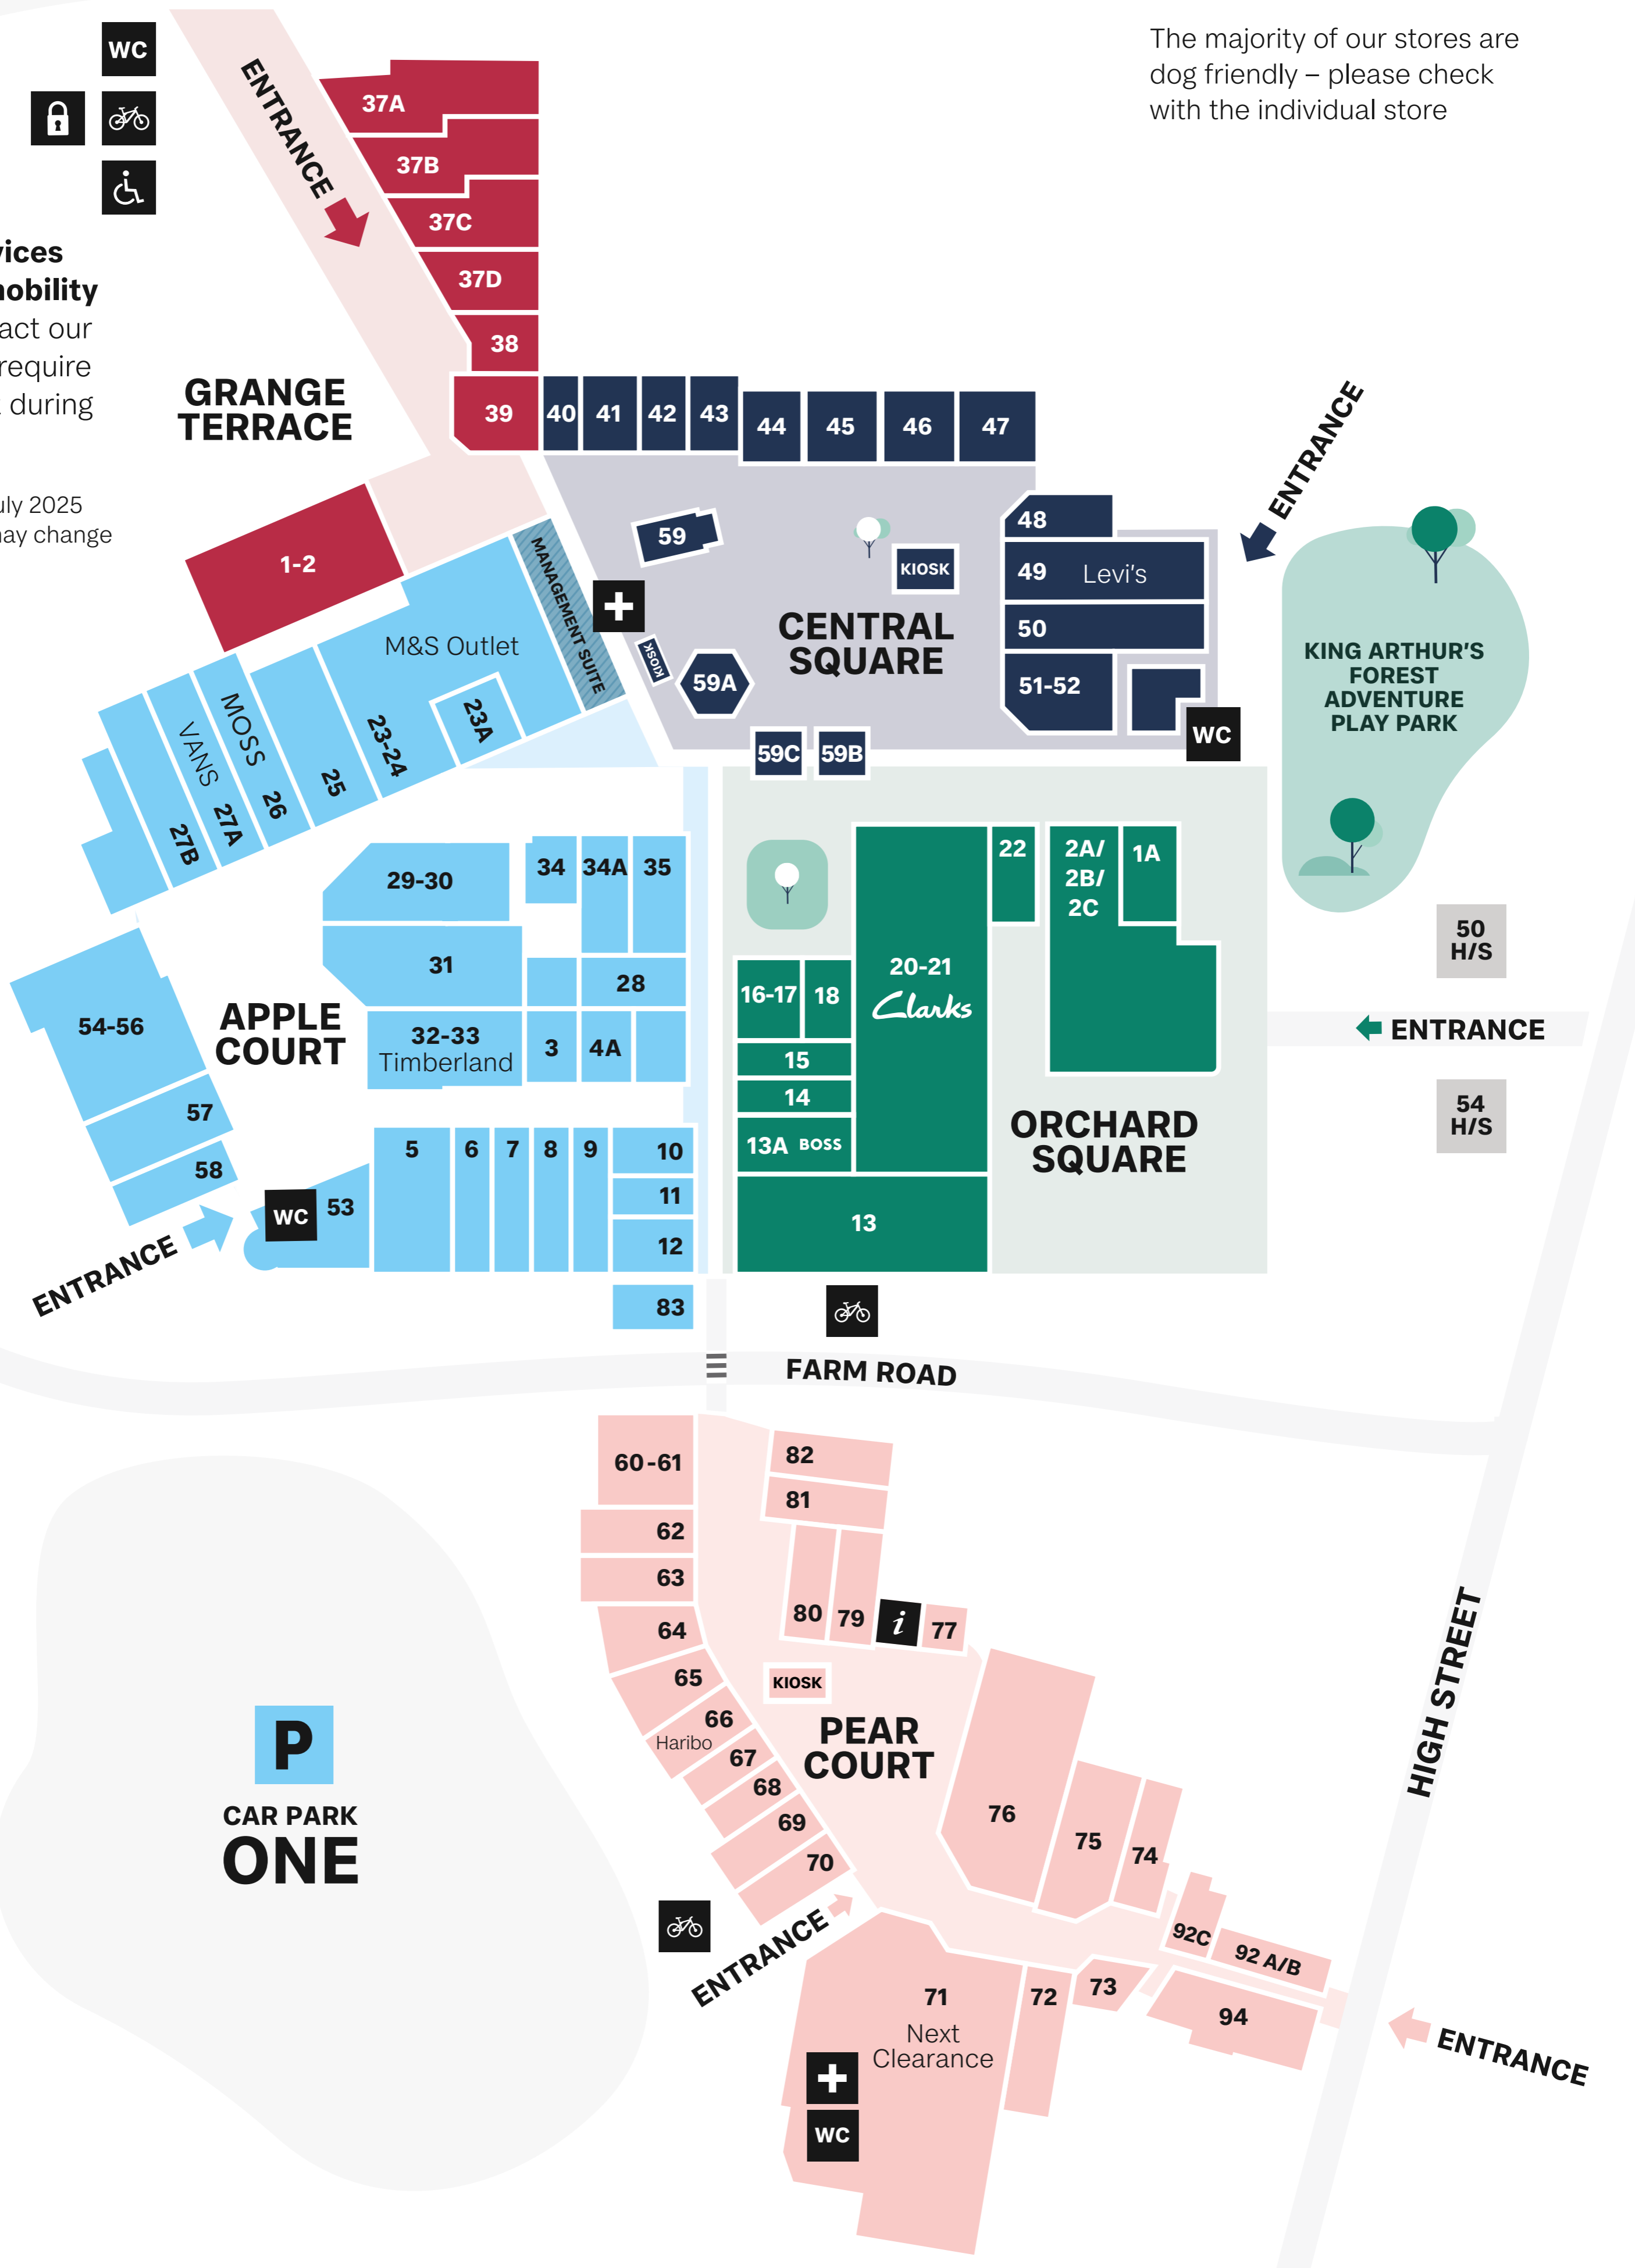 The majority of our stores are
dog friendly – please check
with the individual store
WC
ENTRANCE
37A
37B
37C
37D
38
39
GRANGE
TERRACE
act our
require
during
uly 2025
may change
1-2
40
41
42
43
44
45
46
47
ENTRANCE
48
49 Levi's
50
51-52
59
KIOSK
CENTRAL
SQUARE
MANAGEMENT SUITE
KIOSK
59A
59C
59B
WC
KING ARTHUR'S
FOREST
ADVENTURE
PLAY PARK
M&S Outlet
23A
23-24
25
MOSS
26
VANS
27A
27B
29-30
31
32-33
Timberland
34
34A
35
28
3
4A
APPLE
COURT
54-56
57
58
WC
53
ENTRANCE
5
6
7
8
9
10
11
12
83
22
2A/
2B/
2C
1A
20-21
Clarks
16-17
18
15
14
13A BOSS
13
ORCHARD
SQUARE
50
H/S
ENTRANCE
54
H/S
FARM ROAD
60-61
62
63
64
65
66
Haribo
67
68
69
70
82
81
80
79
i
77
KIOSK
PEAR
COURT
76
75
74
HIGH STREET
P
CAR PARK
ONE
ENTRANCE
71
Next
Clearance
WC
72
73
92C
92 A/B
94
ENTRANCE